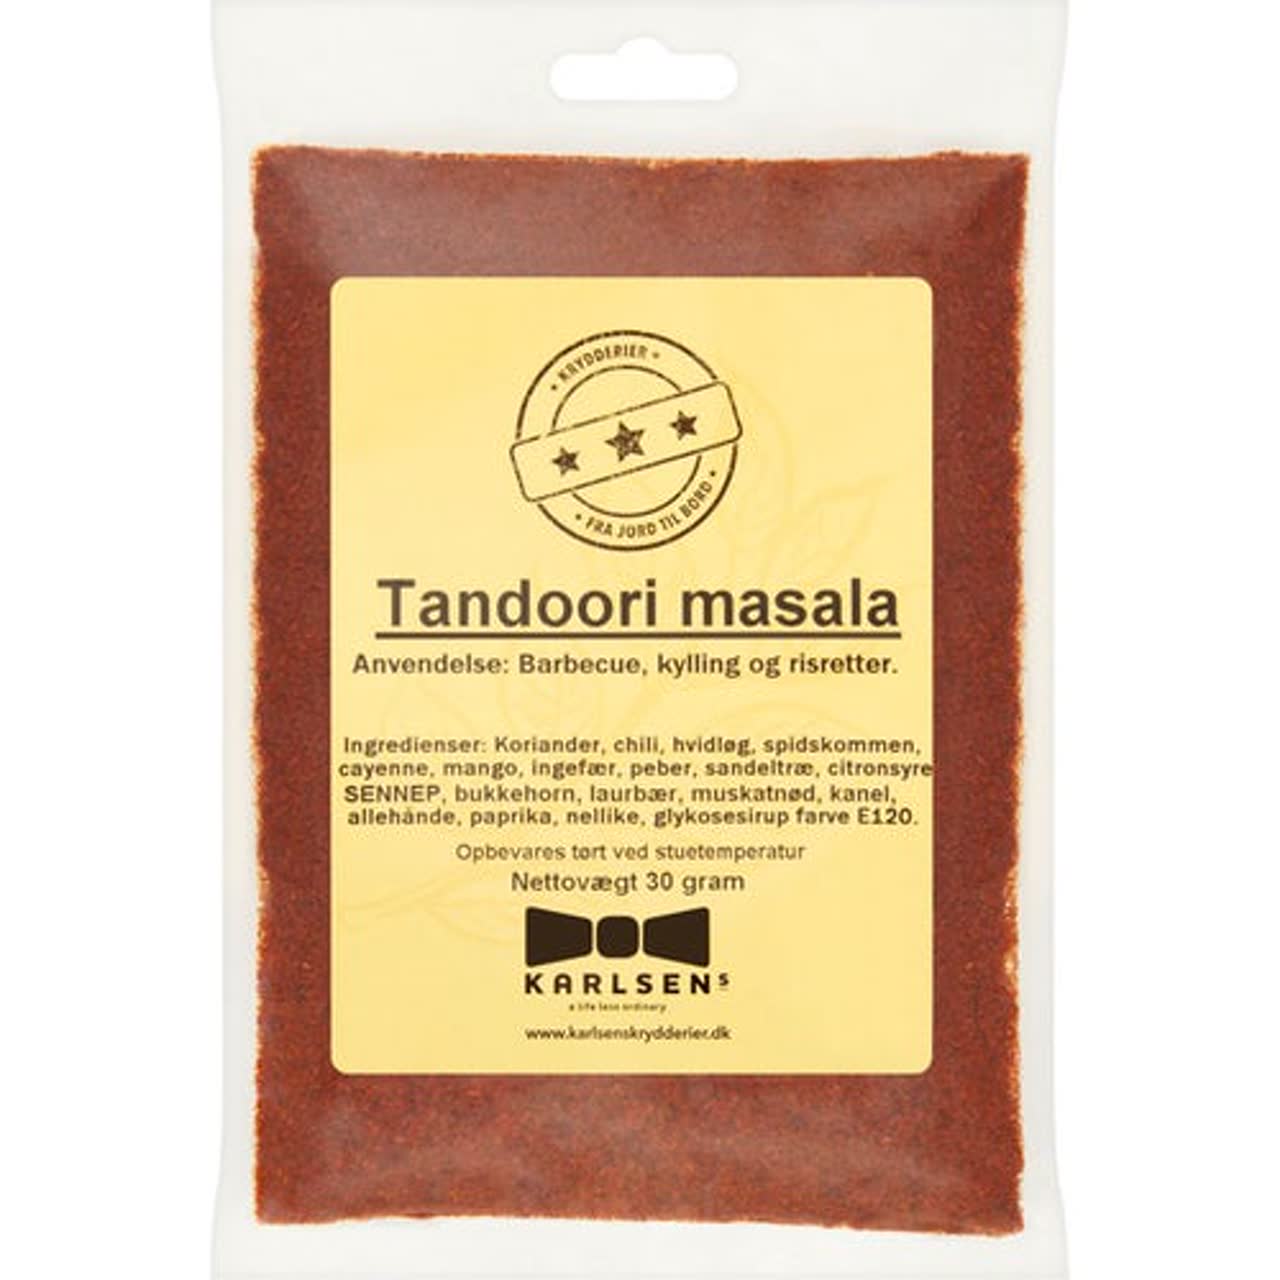 • KRYDDERIER •
• FRA JORD TIL BORD •
Tandoori masala
Anvendelse: Barbecue, kylling og risretter.
Ingredienser: Koriander, chili, hvidløg, spidskommen,
cayenne, mango, ingefær, peber, sandeltræ, citronsyre
SENNEP, bukkehorn, laurbær, muskatnød, kanel,
allehånde, paprika, nellike, glykosesirup farve E120.
Opbevares tørt ved stuetemperatur
Nettovægt 30 gram
KARLSENS
a life less ordinary
www.karlsenskrydderier.dk